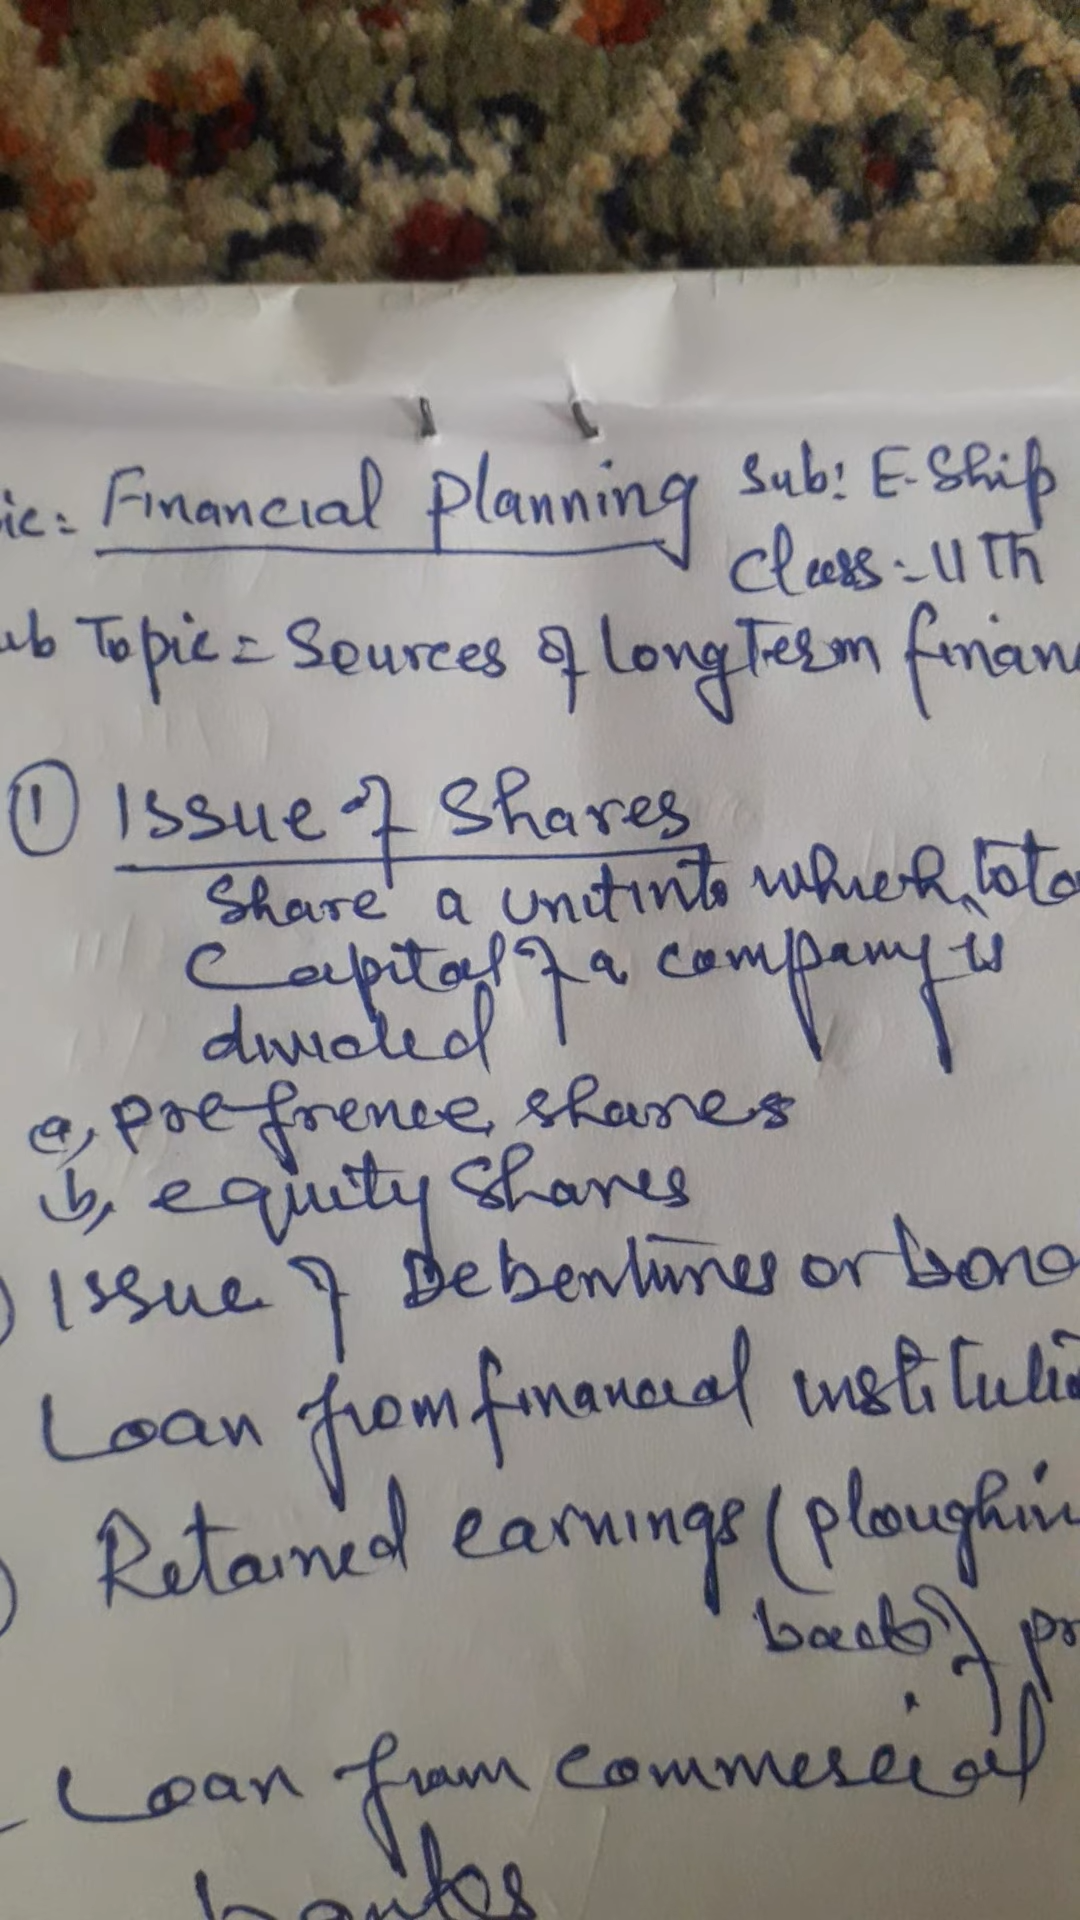 ic: Financial Planning Sub: E-Ship
Class:- 11Th
ub Topic = Sources of long Term finan
① Issue of Shares
Share a unit into which tota
Capital of a company is
divided
a, prefrence shares
b, equity Shares
Issue of Debentures or bond
Loan from financial institutio
Retained earnings (ploughin
back of pr
Loan from commercial
banks